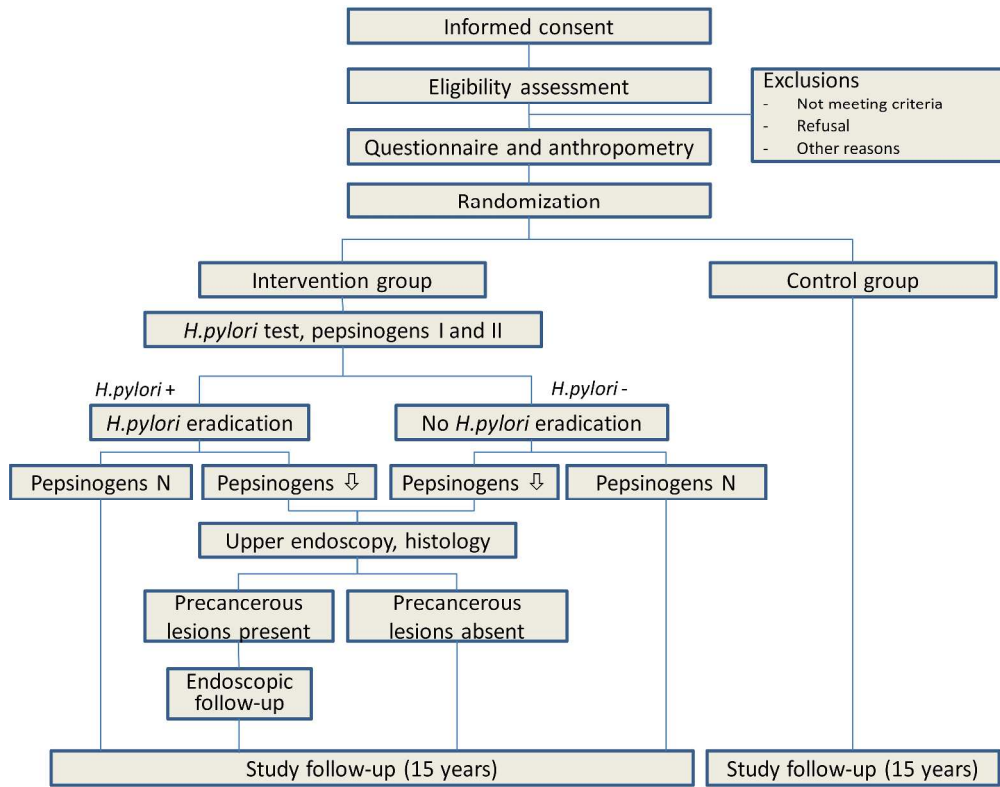 Informed consent
Eligibility assessment
Exclusions
- Not meeting criteria
- Refusal
- Other reasons
Questionnaire and anthropometry
Randomization
Intervention group
Control group
H.pylori test, pepsinogens I and II
H.pylori +
H.pylori -
H.pylori eradication
No H.pylori eradication
Pepsinogens N
Pepsinogens ⇩
Pepsinogens ⇩
Pepsinogens N
Upper endoscopy, histology
Precancerous
lesions present
Precancerous
lesions absent
Endoscopic
follow-up
Study follow-up (15 years)
Study follow-up (15 years)